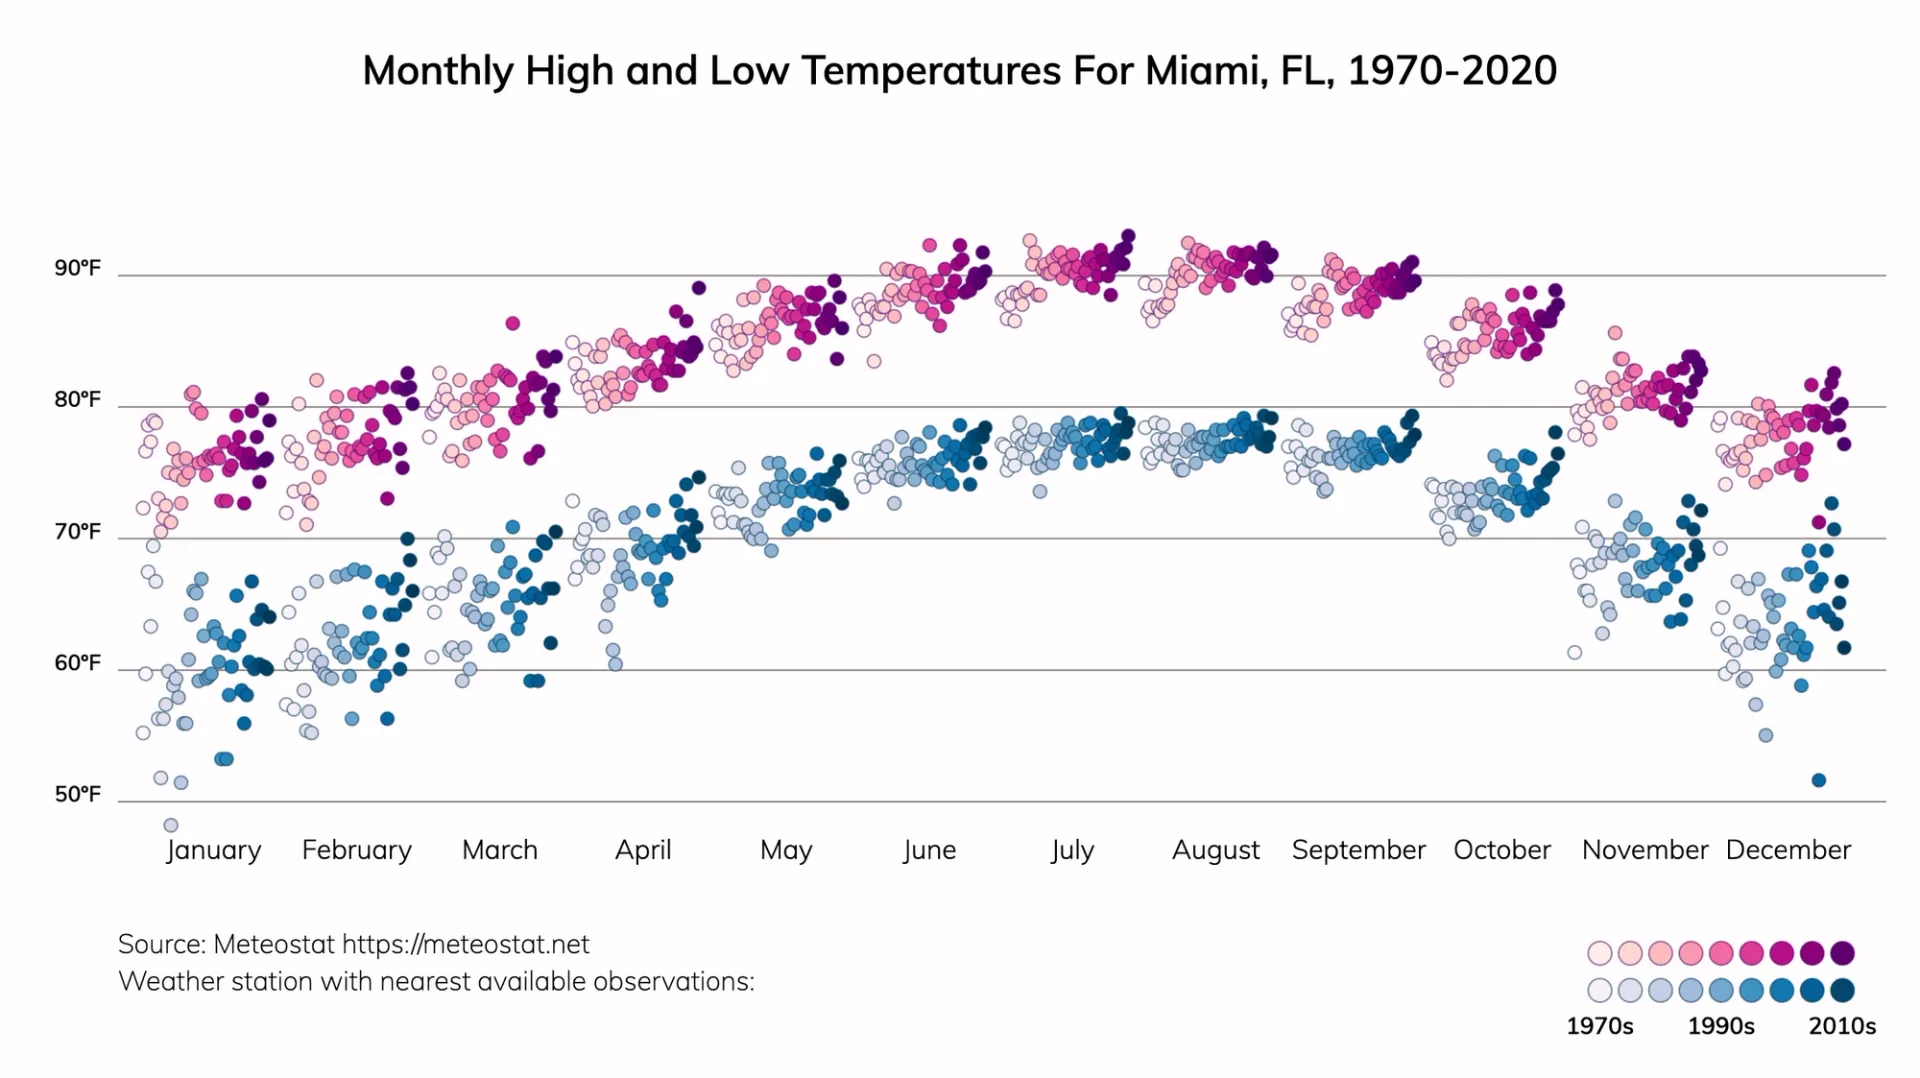 Monthly High and Low Temperatures For Miami, FL, 1970-2020
90°F
80°F
70°F
60°F
50°F
January February March April May June July August September October November December
Source: Meteostat https://meteostat.net
Weather station with nearest available observations:
1970s 1990s 2010s